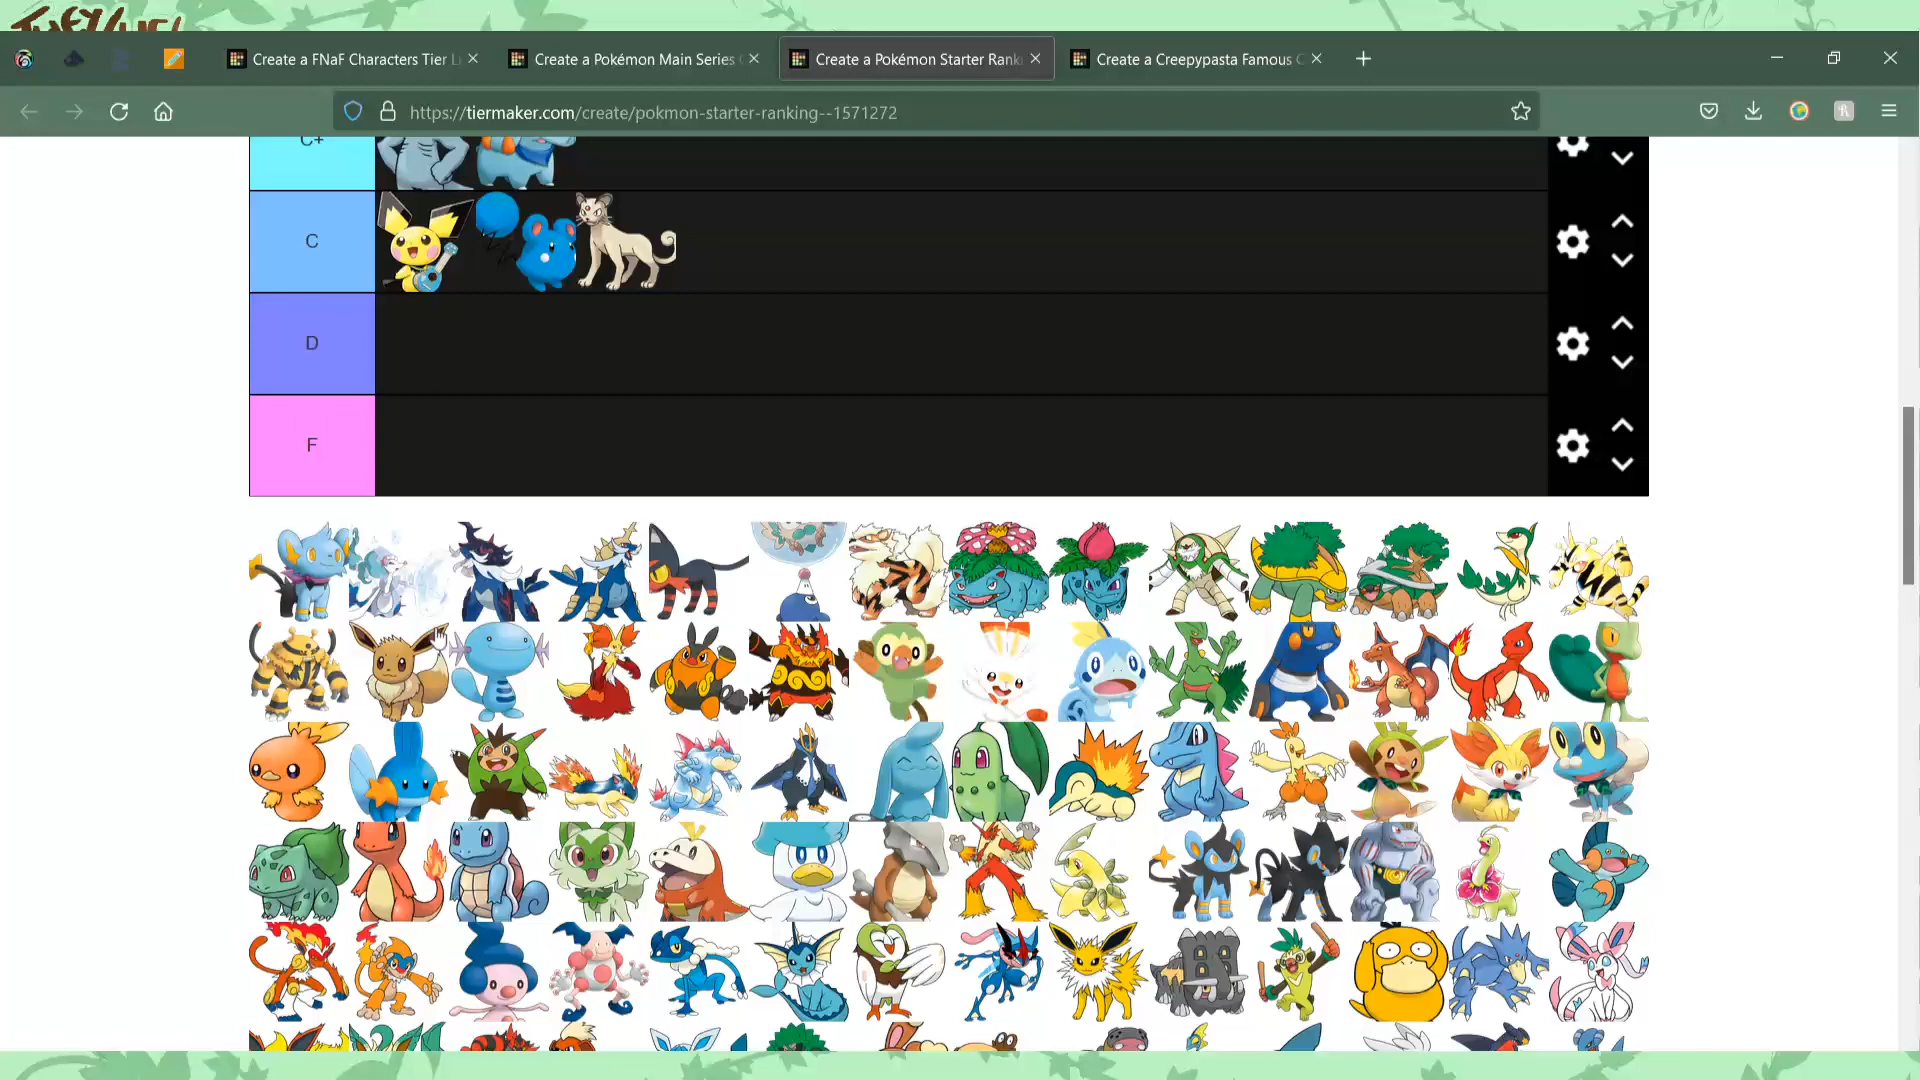 Create a FNaF Characters Tier Li
Create a Pokémon Main Series
Create a Pokémon Starter Rank
Create a Creepypasta Famous C
https://tiermaker.com/create/pokmon-starter-ranking--1571272
C+
C
D
F